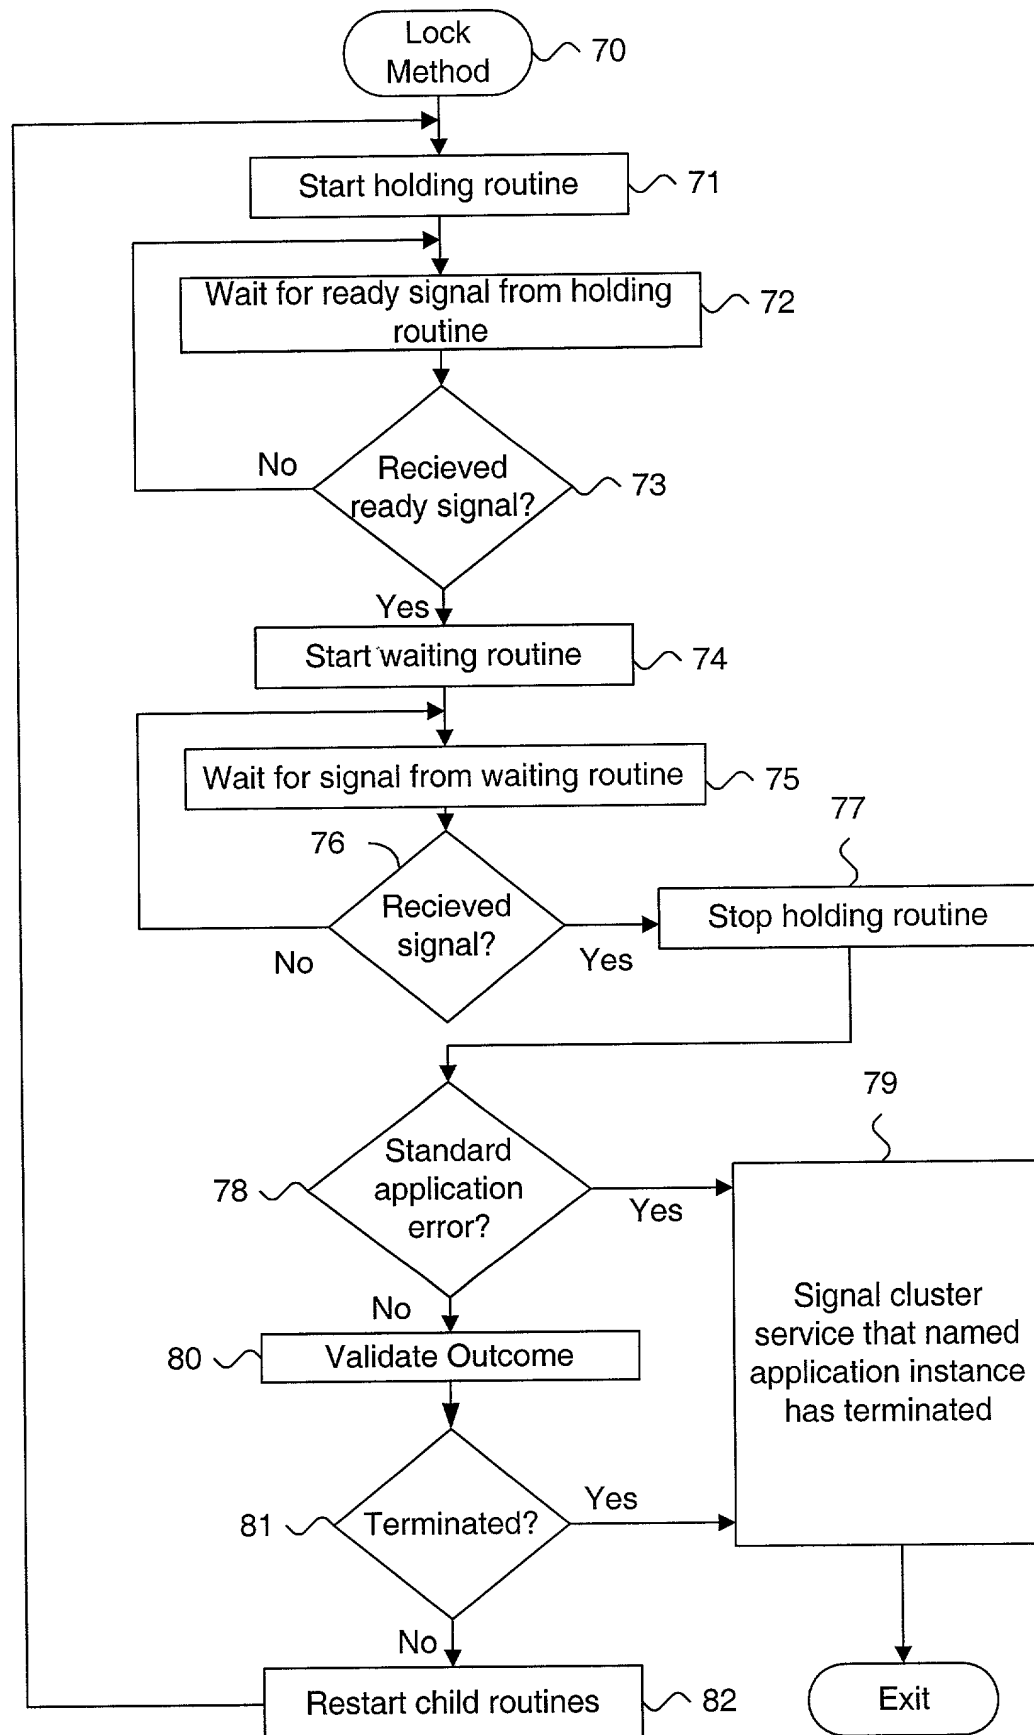 Lock
Method
70
Start holding routine
71
Wait for ready signal from holding
routine
72
No
Recieved
ready signal?
73
Yes
Start waiting routine
74
Wait for signal from waiting routine
75
76
77
Recieved
signal?
No
Yes
Stop holding routine
79
78
Standard
application
error?
Yes
No
Signal cluster
service that named
application instance
has terminated
80
Validate Outcome
81
Terminated?
Yes
No
Restart child routines
82
Exit